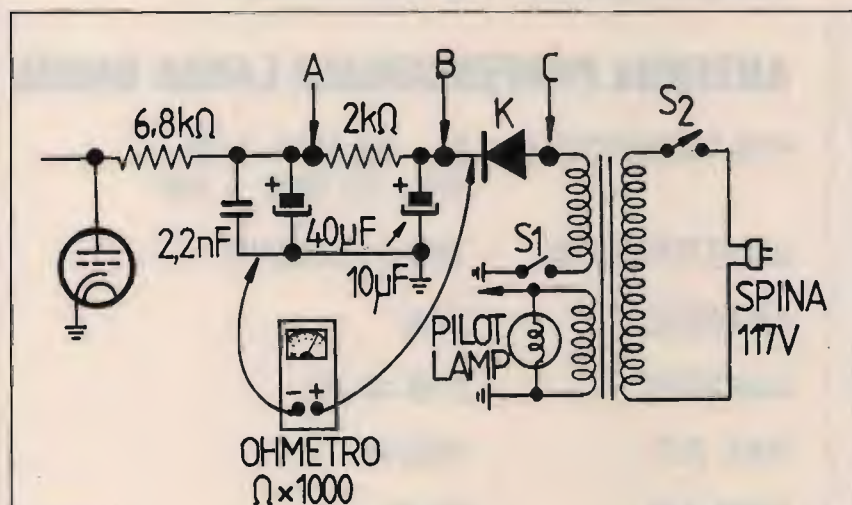 A
B
C
K
S2
6,8kΩ
2kΩ
+
+
2,2nF
40µF
10µF
S1
PILOT
LAMP
SPINA
117V
- +
OHMETRO
Ω×1000